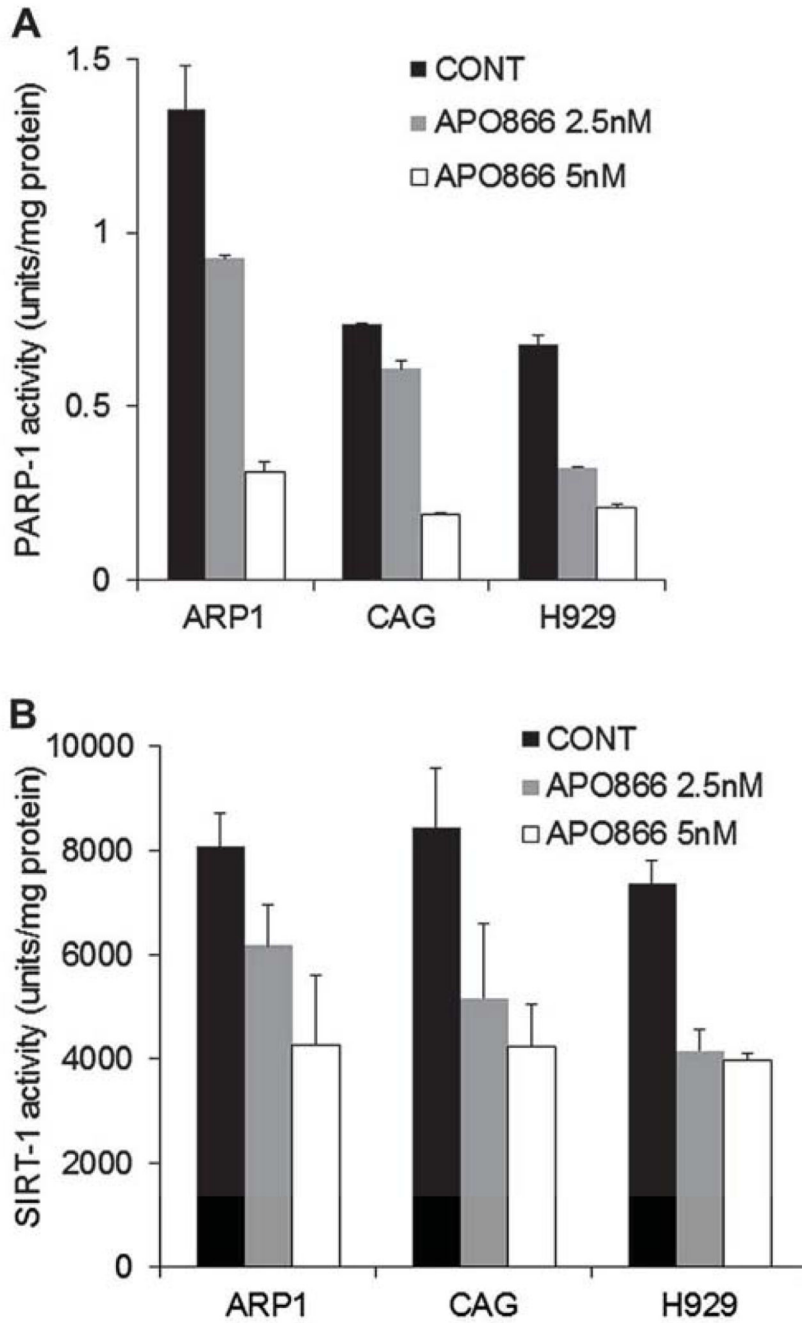 A
PARP-1 activity (units/mg protein)
1.5
1
0.5
0
CONT
APO866 2.5nM
APO866 5nM
ARP1 CAG H929
B
SIRT-1 activity (units/mg protein)
10000
8000
6000
4000
2000
0
CONT
APO866 2.5nM
APO866 5nM
ARP1 CAG H929